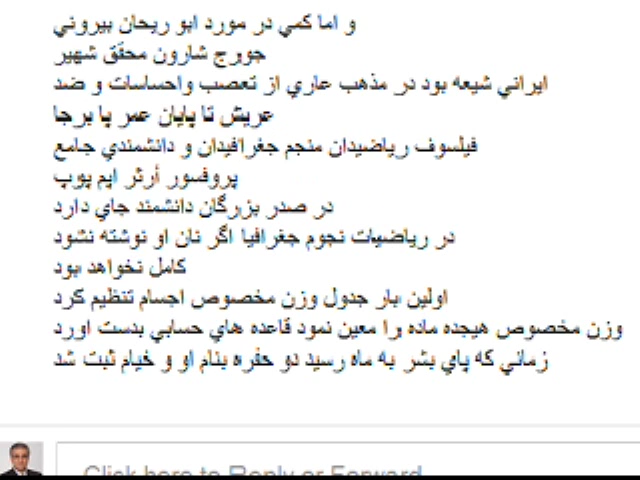 و اما كمي در مورد ابو ريحان بيروني
جورج شارون محقق شهير
ايراني شيعه بود در مذهب عاري از تعصب واحساسات و ضد
عربش تا پايان عمر پا برجا
فيلسوف رياضيدان منجم جغرافيدان و دانشمندي جامع
پروفسور آرثر ايم پوپ
در صدر بزرگان دانشمند جاي دارد
در رياضيات نجوم جغرافيا اگر نان او نوشته نشود
كامل نخواهد بود
اولين بار جدول وزن مخصوص اجسام تنظيم كرد
وزن مخصوص هيجده ماده را معين نمود قاعده هاي حسابي بدست اورد
زماني كه پاي بشر به ماه رسيد دو حفره بنام او و خيام ثبت شد
Click here to Reply or Forward